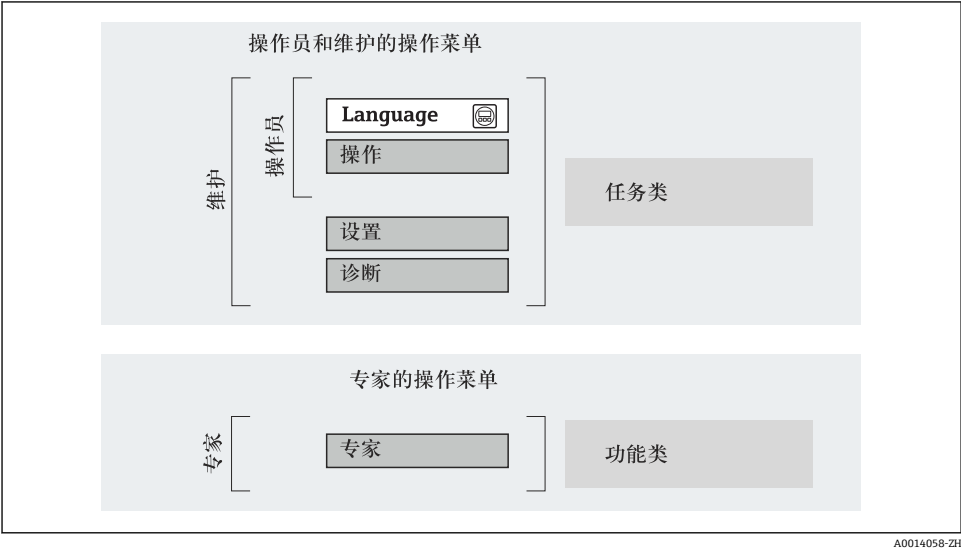 操作员和维护的操作菜单
维护
操作员
Language
操作
设置
诊断
任务类
专家的操作菜单
专家
专家
功能类
A0014058-ZH